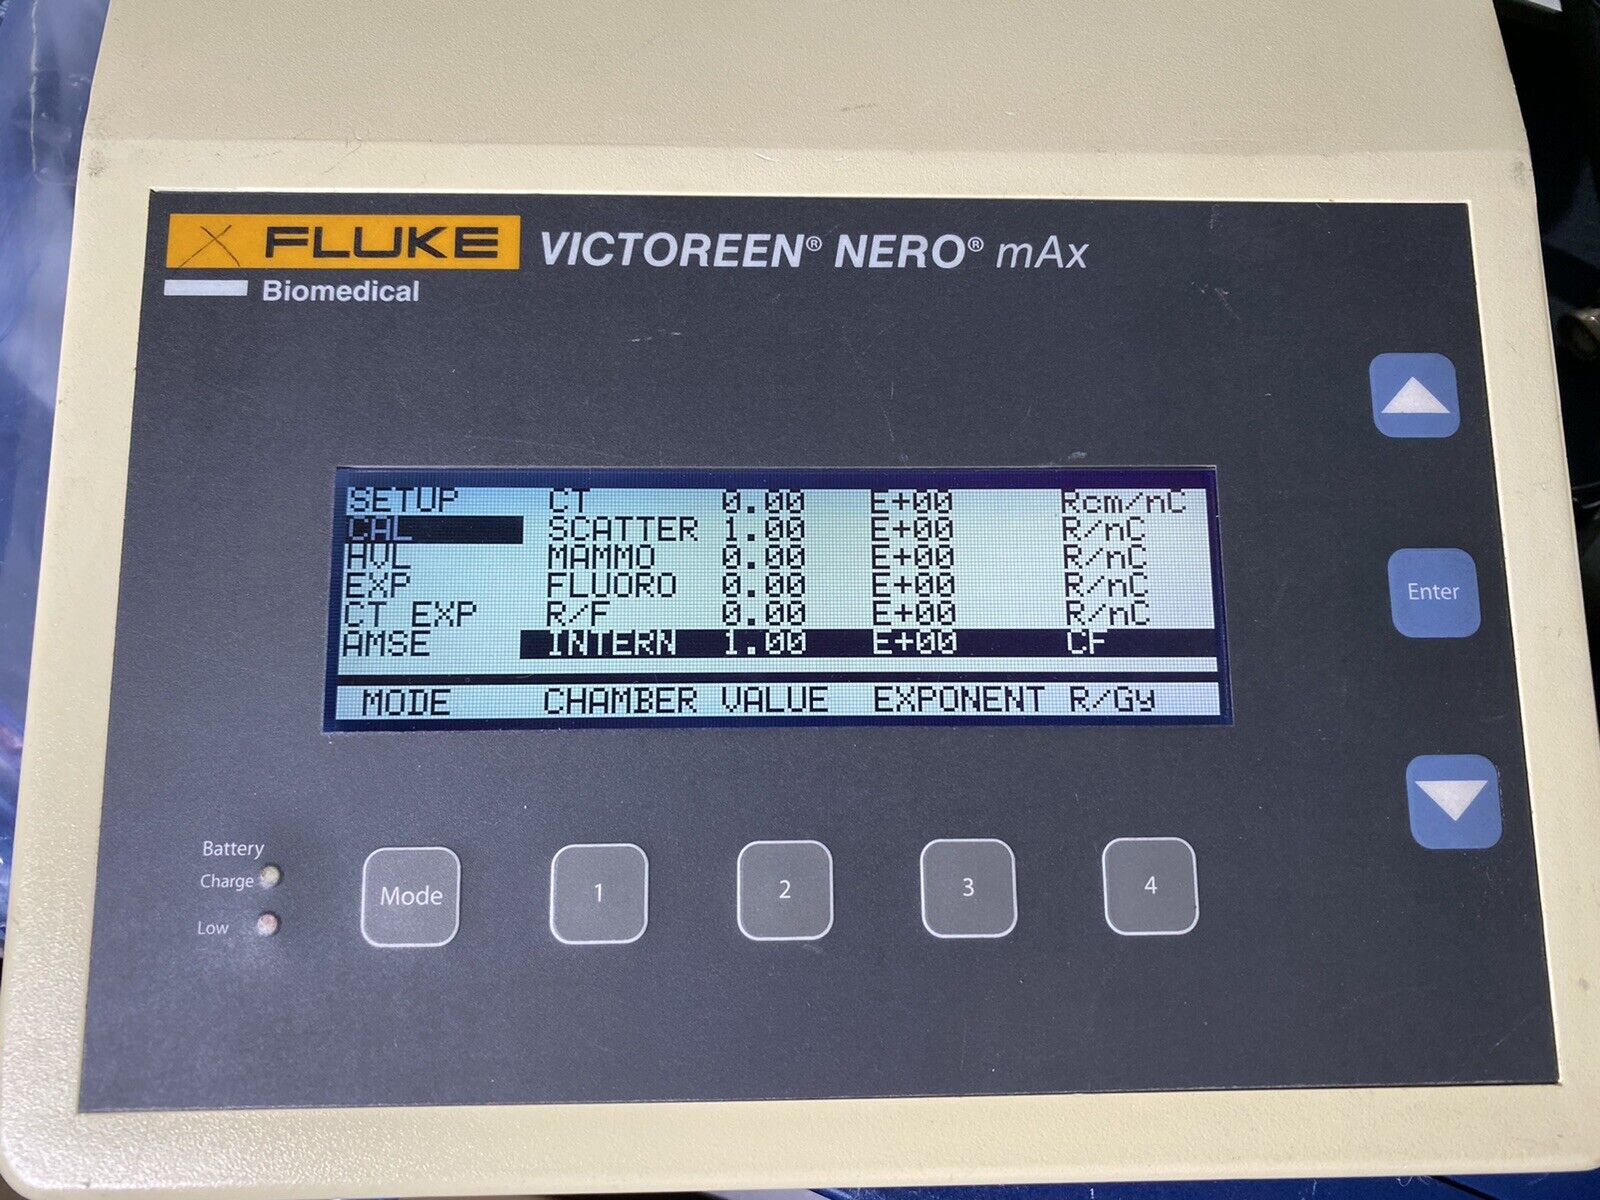 FLUKE VICTOREEN® NERO® mAx
Biomedical
SETUP CT 0.00 E+00 Rcm/nC
CAL SCATTER 1.00 E+00 R/nC
HVL MAMMO 0.00 E+00 R/nC
EXP FLUORO 0.00 E+00 R/nC
CT EXP R/F 0.00 E+00 R/nC
AMSE INTERN 1.00 E+00 CF
MODE CHAMBER VALUE EXPONENT R/Gy
Enter
Battery
Charge
Low
Mode 1 2 3 4